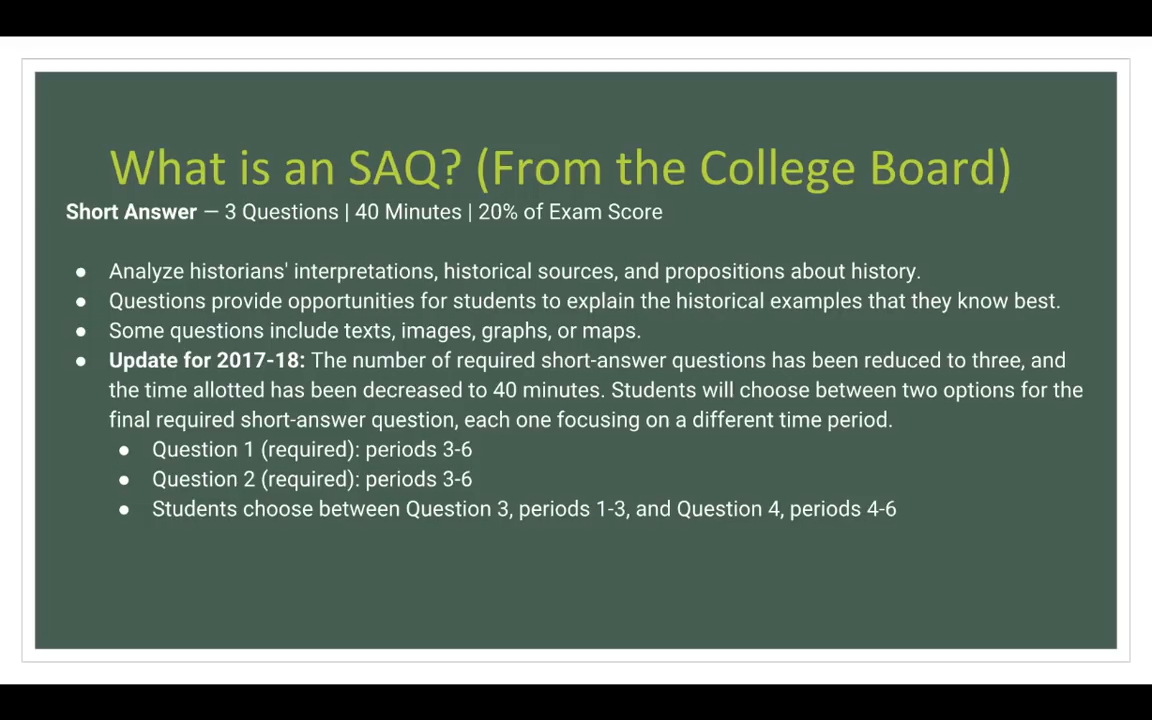 What is an SAQ? (From the College Board)
Short Answer — 3 Questions | 40 Minutes | 20% of Exam Score
● Analyze historians' interpretations, historical sources, and propositions about history.
● Questions provide opportunities for students to explain the historical examples that they know best.
● Some questions include texts, images, graphs, or maps.
● Update for 2017-18: The number of required short-answer questions has been reduced to three, and
the time allotted has been decreased to 40 minutes. Students will choose between two options for the
final required short-answer question, each one focusing on a different time period.
● Question 1 (required): periods 3-6
● Question 2 (required): periods 3-6
● Students choose between Question 3, periods 1-3, and Question 4, periods 4-6